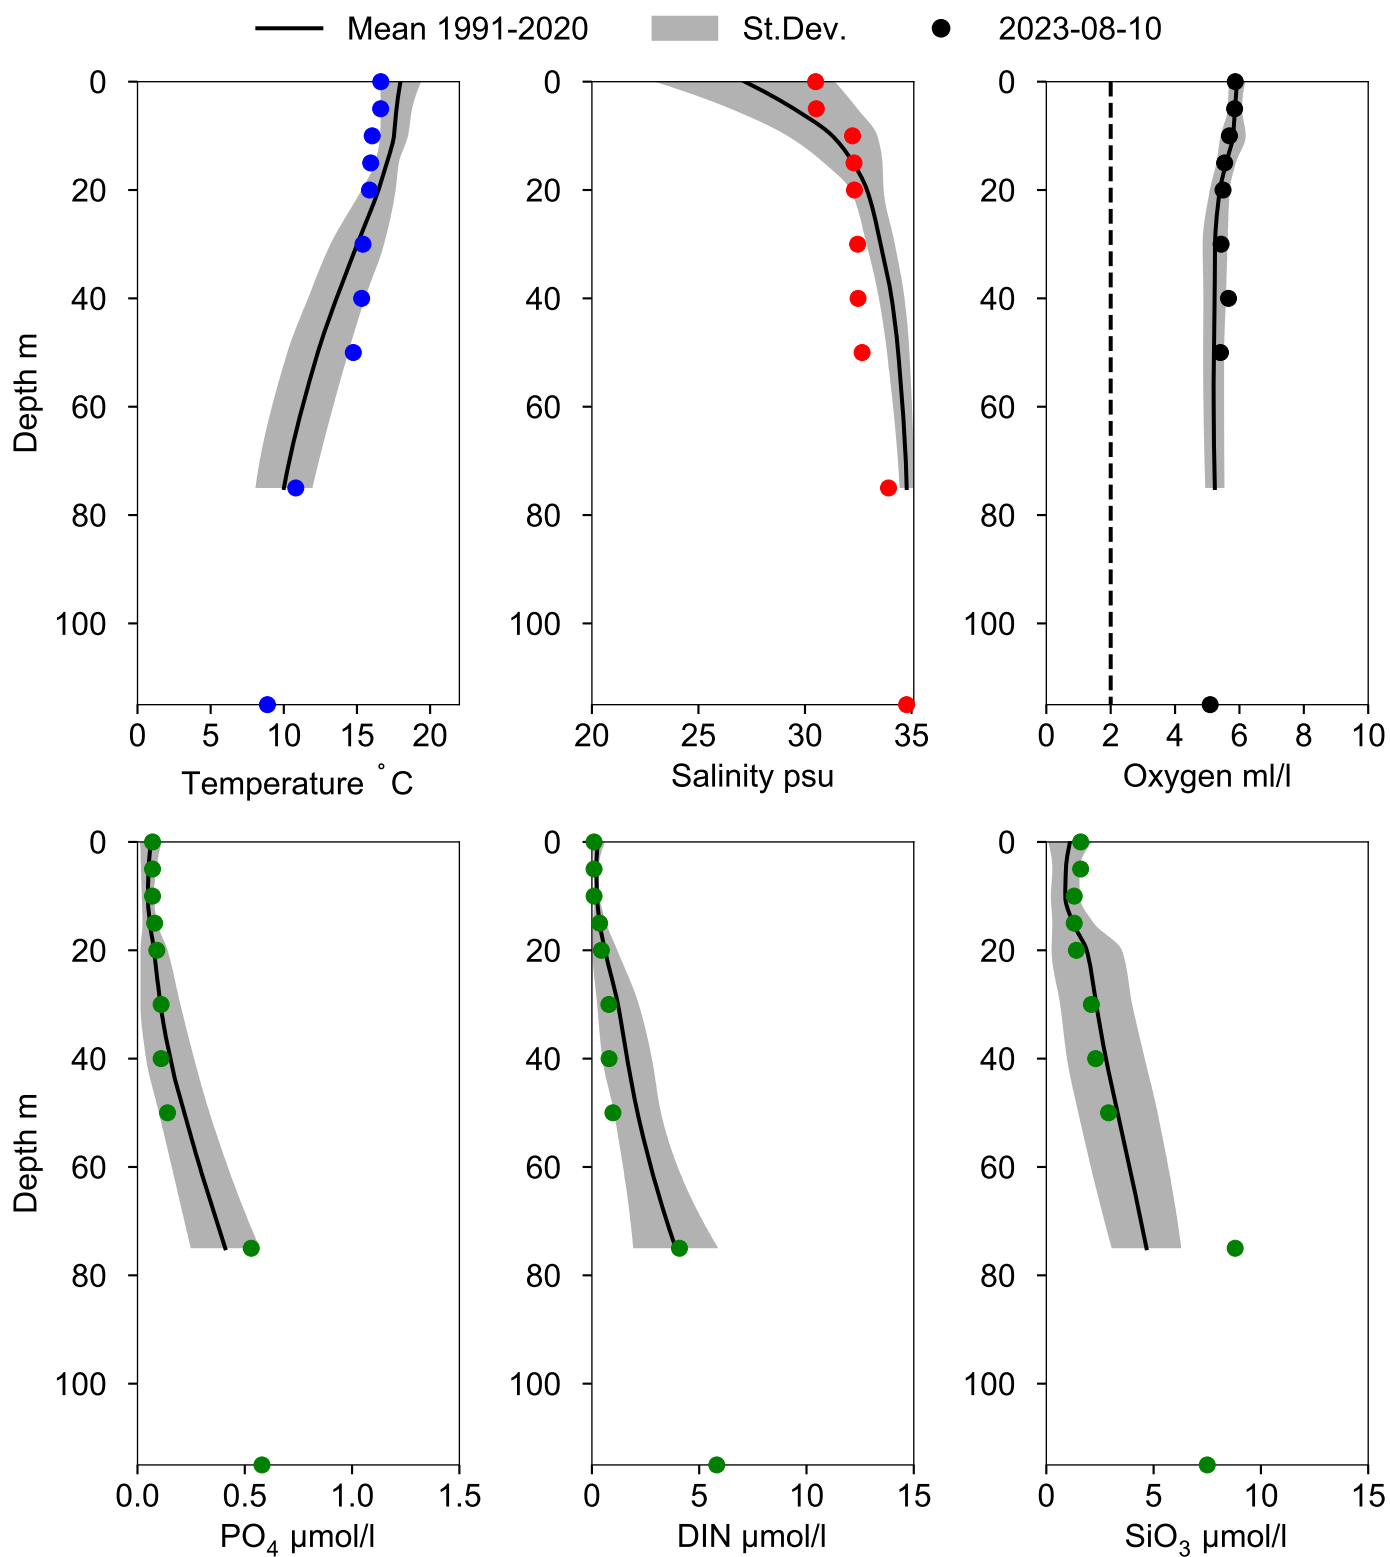 Mean 1991-2020 St.Dev. 2023-08-10
0 0 0
20 20 20
40 40 40
60 60 60
80 80 80
100 100 100
Depth m
0 5 10 15 20 20 25 30 35 0 2 4 6 8 10
Temperature °C Salinity psu Oxygen ml/l
0 0 0
20 20 20
40 40 40
60 60 60
80 80 80
100 100 100
Depth m
0.0 0.5 1.0 1.5 0 5 10 15 0 5 10 15
PO₄ µmol/l DIN µmol/l SiO₃ µmol/l